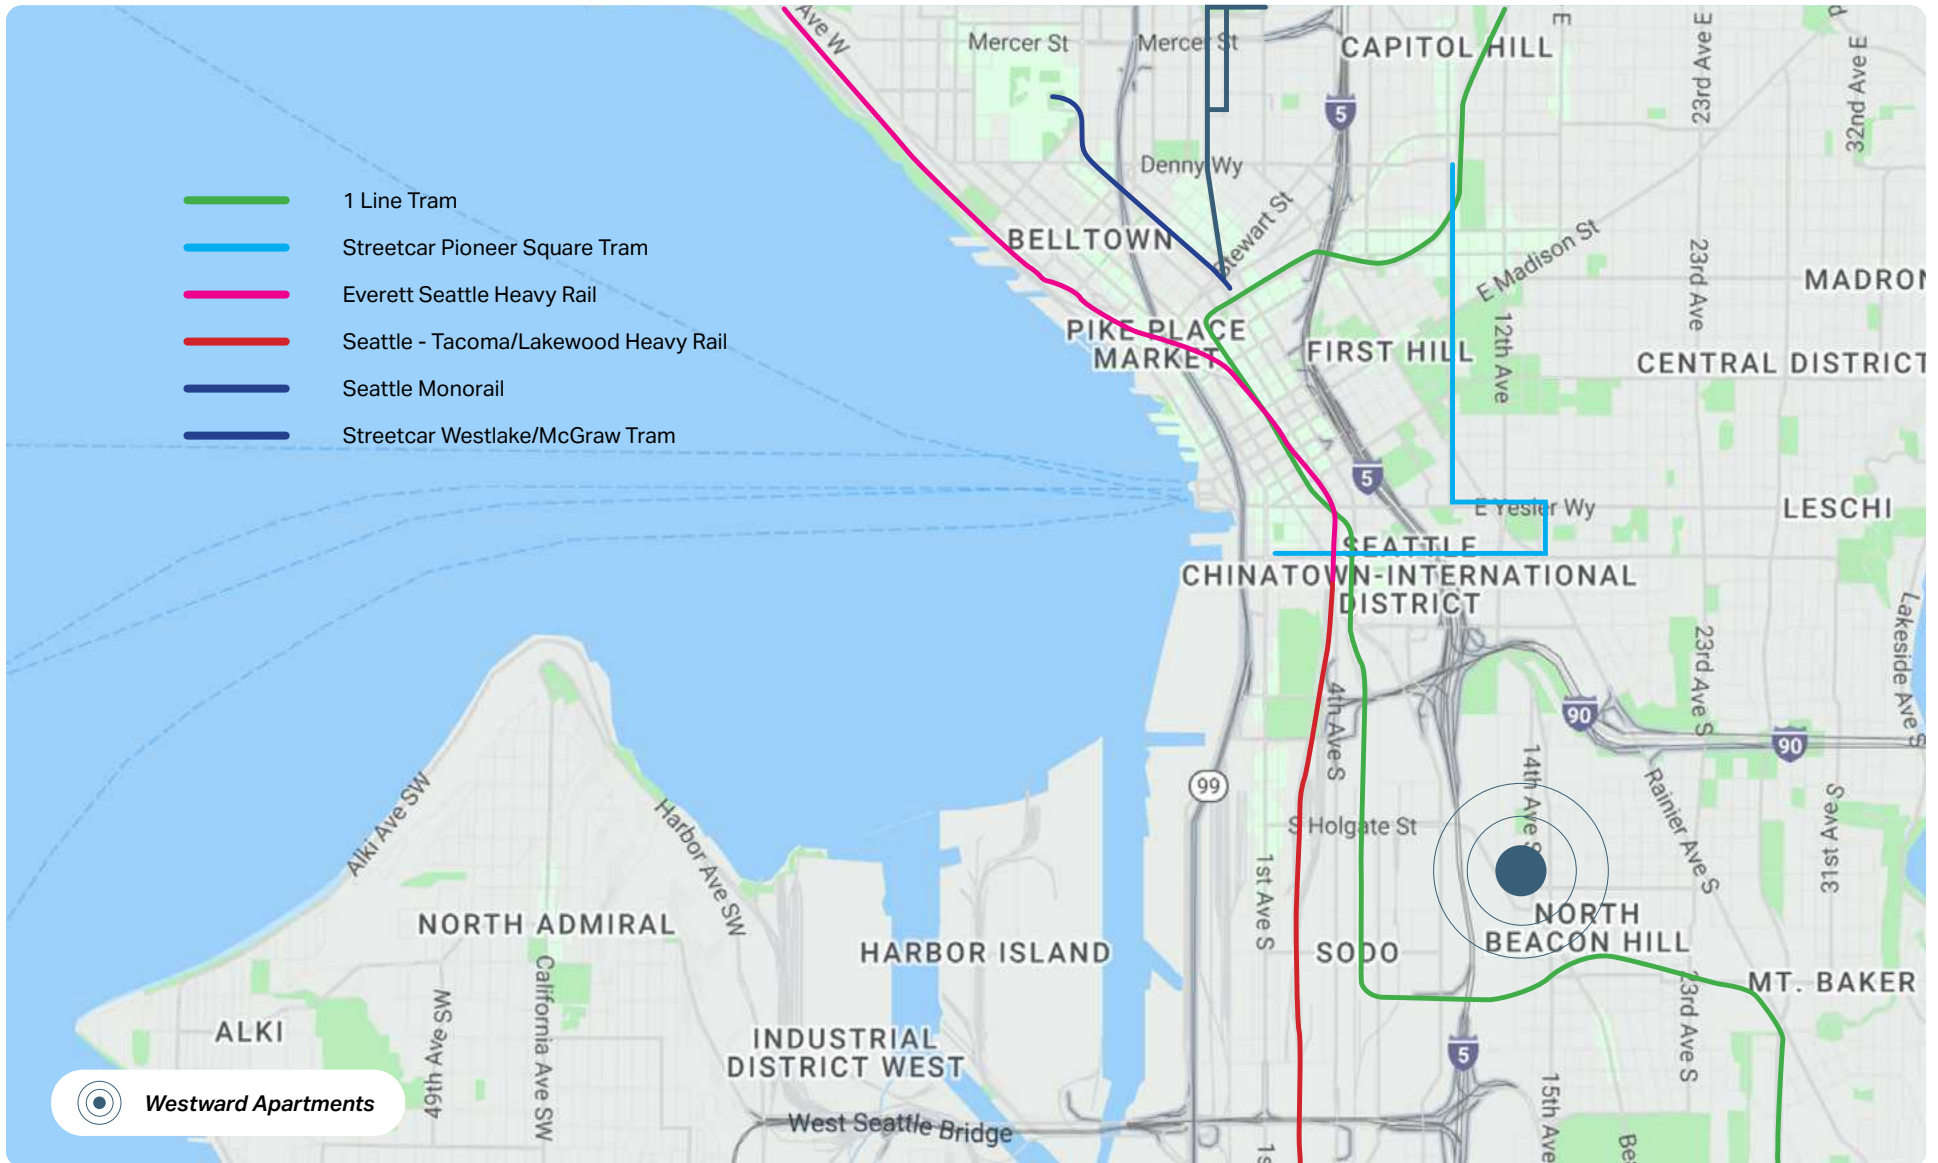 Ave W
Mercer St
Mercer St
CAPITOL HILL
E
23rd Ave E
32nd Ave E
P
5
Denny Wy
Stewart St
BELLTOWN
E Madison St
23rd Ave
MADRON
1 Line Tram
Streetcar Pioneer Square Tram
Everett Seattle Heavy Rail
Seattle - Tacoma/Lakewood Heavy Rail
Seattle Monorail
Streetcar Westlake/McGraw Tram
PIKE PLACE
MARKET
FIRST HILL
12th Ave
CENTRAL DISTRICT
5
E Yesler Wy
LESCHI
SEATTLE
CHINATOWN-INTERNATIONAL
DISTRICT
Lakeside Ave S
23rd Ave S
4th Ave S
90
90
14th Ave S
99
Rainier Ave S
31st Ave S
S Holgate St
Alki Ave SW
Harbor Ave SW
1st Ave S
NORTH ADMIRAL
HARBOR ISLAND
SODO
NORTH
BEACON HILL
MT. BAKER
23rd Ave S
California Ave SW
49th Ave SW
ALKI
INDUSTRIAL
DISTRICT WEST
5
15th Ave
Westward Apartments
West Seattle Bridge
1s
Be